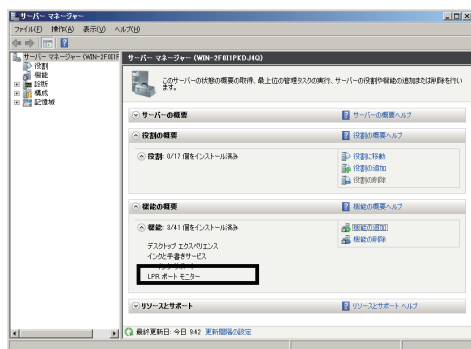 サーバー マネージャー
ファイル(F) 操作(A) 表示(V) ヘルプ(H)
サーバー マネージャー (WIN-2F0I1F
役割
機能
診断
構成
記憶域
サーバー マネージャー (WIN-2F0I1PKDJ4Q)
このサーバーの状態の概要の取得、最上位の管理タスクの実行、サーバーの役割や機能の追加または削除を行います。
サーバーの概要
サーバーの概要ヘルプ
役割の概要
役割の概要ヘルプ
役割: 0/17 個をインストール済み
役割に移動
役割の追加
役割の削除
機能の概要
機能の概要ヘルプ
機能: 3/41 個をインストール済み
機能の追加
機能の削除
デスクトップ エクスペリエンス
インクと手書きサービス
LPR ポート モニター
リソースとサポート
リソースとサポート ヘルプ
最終更新日: 今日 9:42 更新間隔の設定